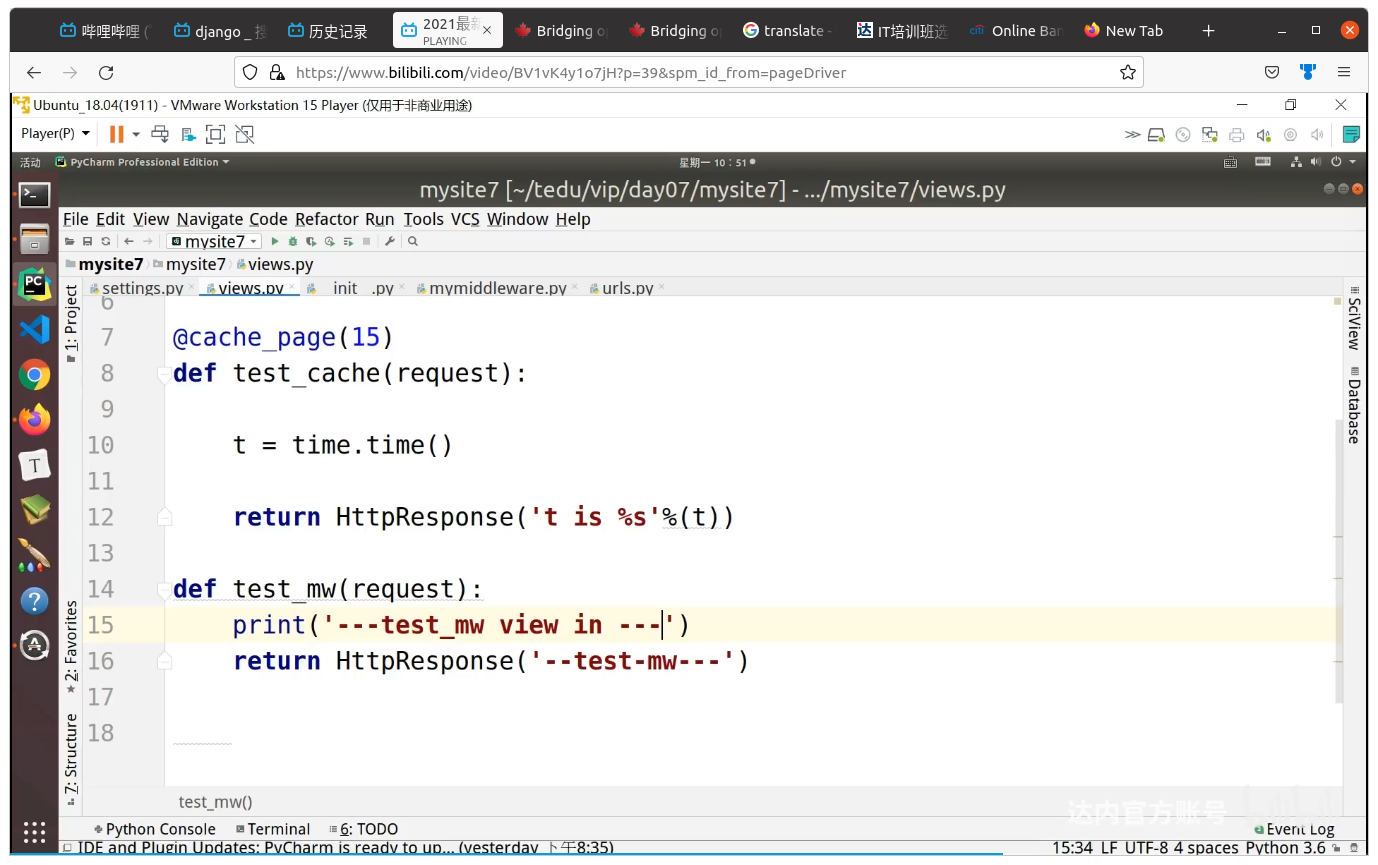 哔哩哔哩 (
django _ 搜
历史记录
2021最新
PLAYING
Bridging
Bridging
translate -
IT培训班选
Online Ban
New Tab
https://www.bilibili.com/video/BV1vK4y1o7jH?p=39&spm_id_from=pageDriver
Ubuntu_18.04(1911) - VMware Workstation 15 Player (仅用于非商业用途)
Player(P)
活动 PyCharm Professional Edition 星期一 10:51
mysite7 [~/tedu/vip/day07/mysite7] - .../mysite7/views.py
File Edit View Navigate Code Refactor Run Tools VCS Window Help
mysite7
mysite7 mysite7 views.py
settings.py views.py __init__.py mymiddleware.py urls.py
1: Project
2: Favorites
7: Structure
SciView
Database
6
7 @cache_page(15)
8 def test_cache(request):
9
10 t = time.time()
11
12 return HttpResponse('t is %s'%(t))
13
14 def test_mw(request):
15 print('---test_mw view in ---')
16 return HttpResponse('--test-mw---')
17
18
test_mw()
达内官方账号
Python Console Terminal 6: TODO Event Log
IDE and Plugin Updates: PyCharm is ready to up... (yesterday 下午8:35) 15:34 LF UTF-8 4 spaces Python 3.6